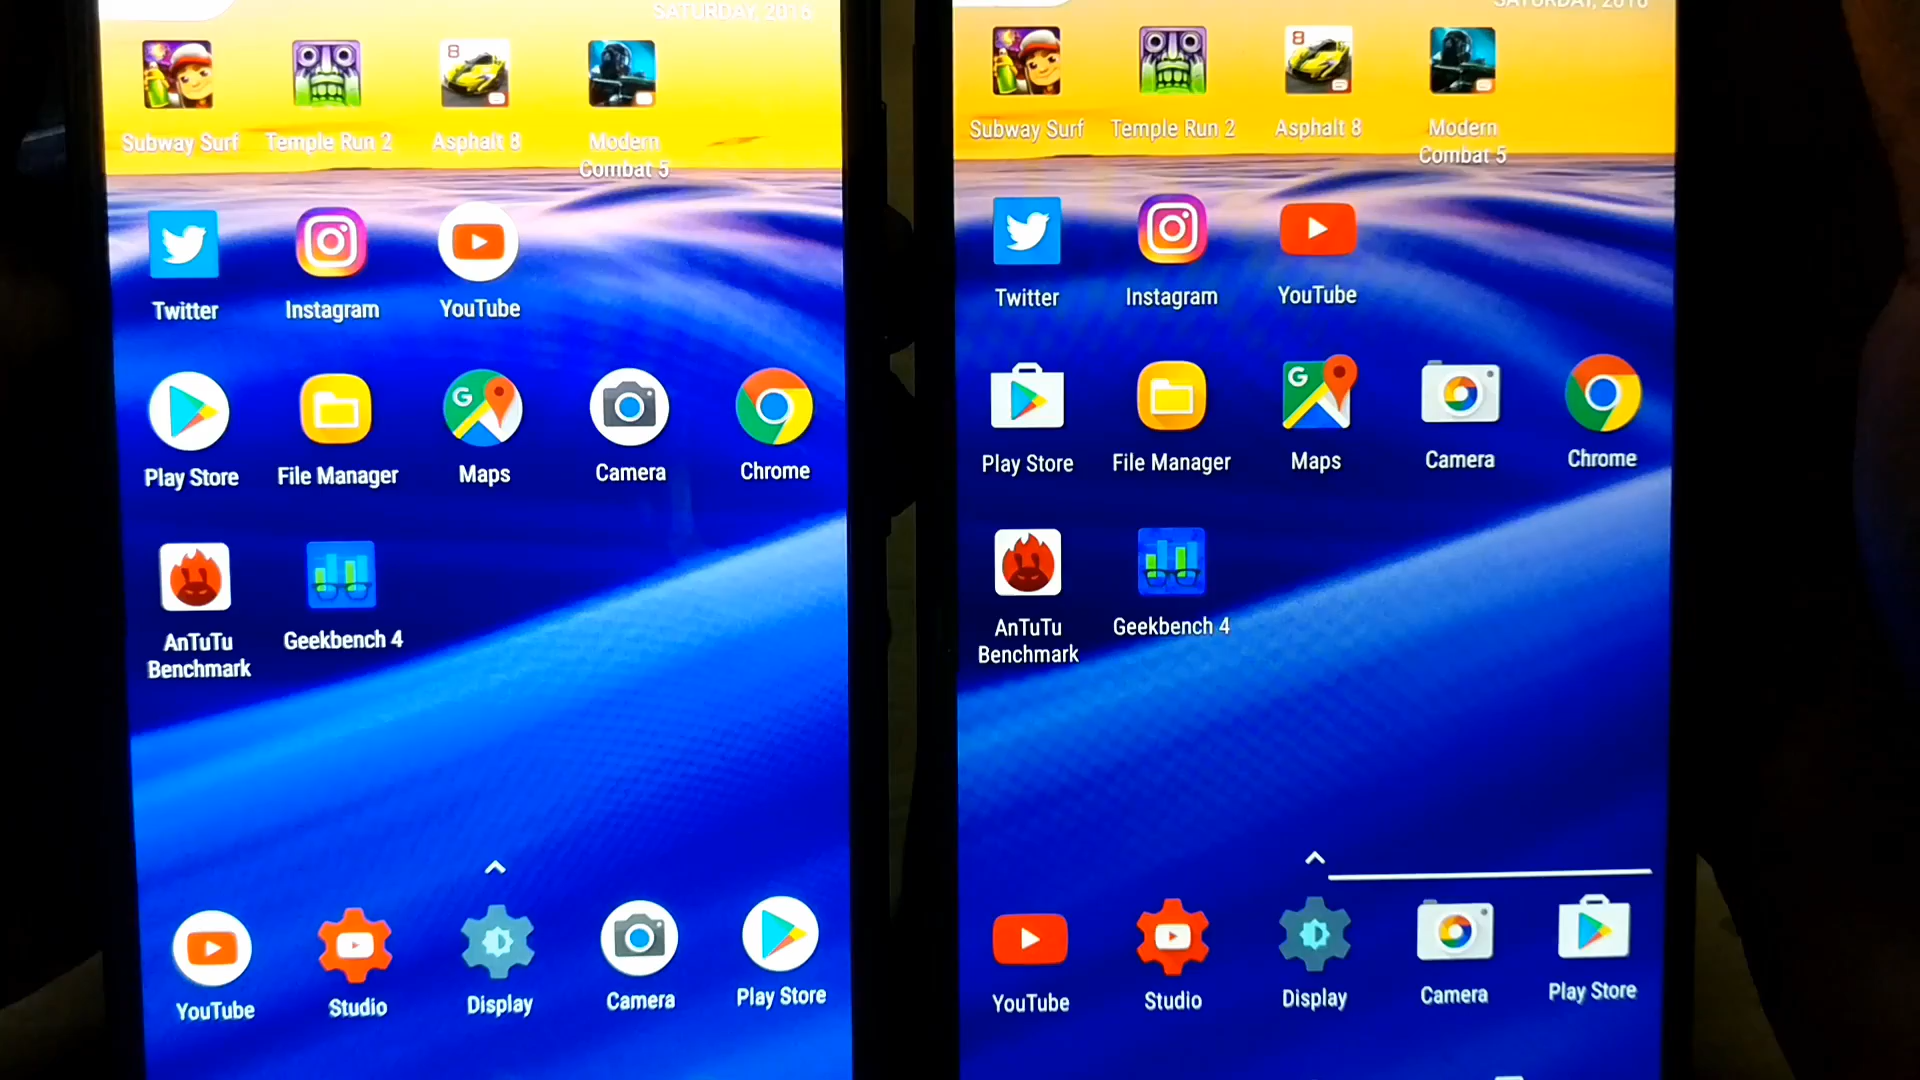 SATURDAY, 2016
Subway Surf
Temple Run 2
Asphalt 8
Modern
Combat 5
Twitter
Instagram
YouTube
Play Store
File Manager
G
Maps
Camera
Chrome
AnTuTu
Benchmark
Geekbench 4
YouTube
Studio
Display
Camera
Play Store
SATURDAY, 2016
Subway Surf
Temple Run 2
8
Asphalt 8
Modern
Combat 5
Twitter
Instagram
YouTube
Play Store
File Manager
G
Maps
Camera
Chrome
AnTuTu
Benchmark
Geekbench 4
YouTube
Studio
Display
Camera
Play Store